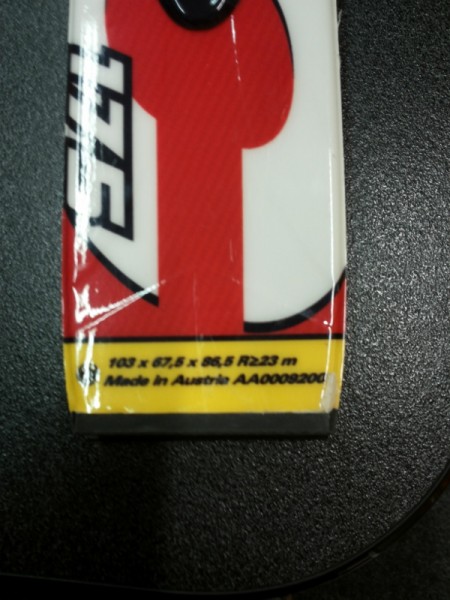 103 x 67,5 x 86,5 R≥23 m
Made in Austria AA0009200